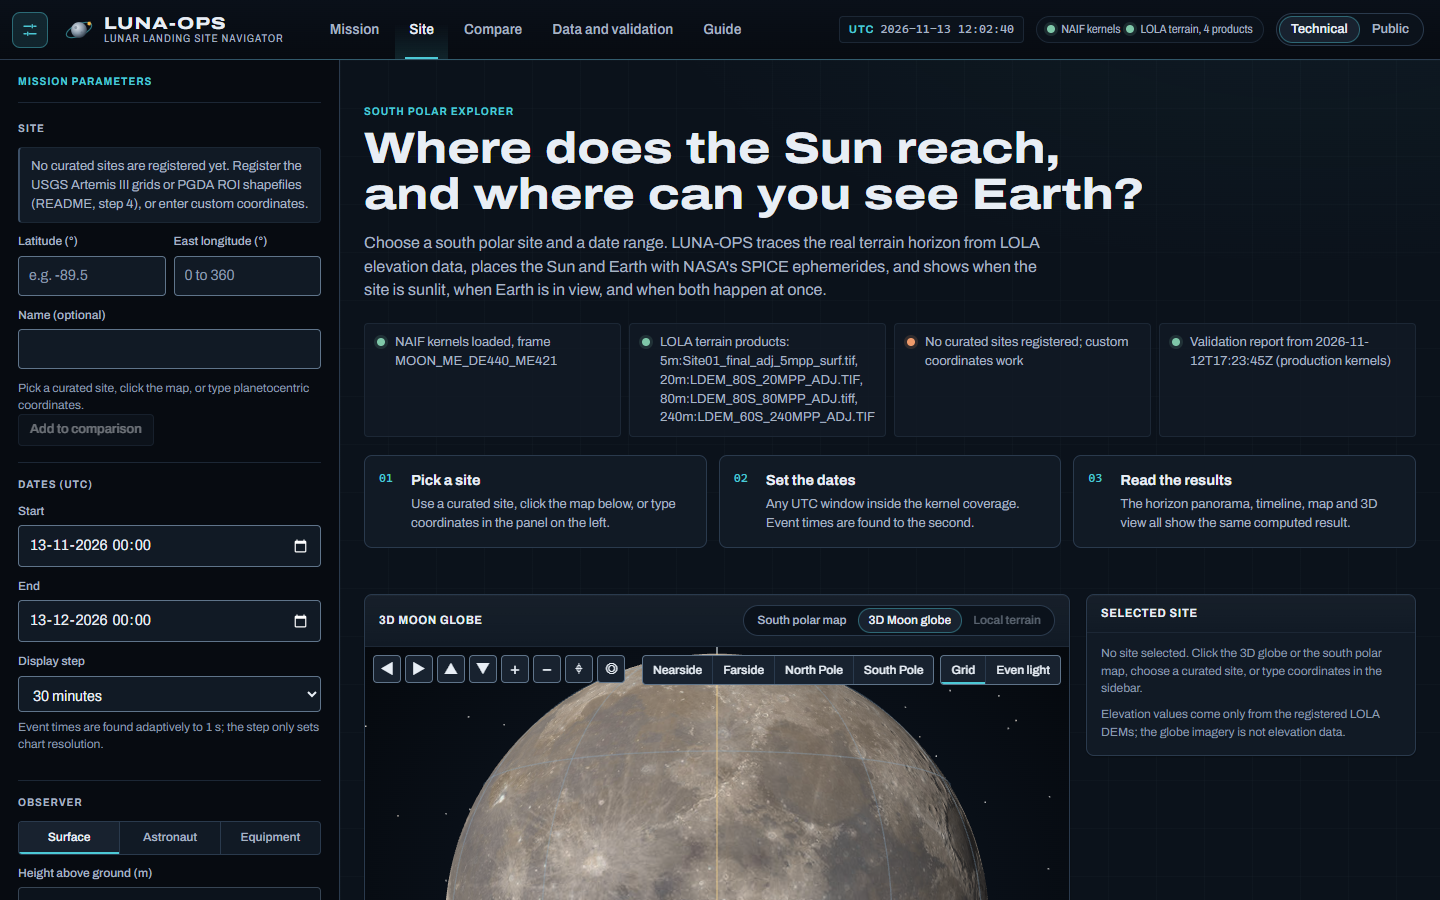 LUNA-OPS
LUNAR LANDING SITE NAVIGATOR
Mission
Site
Compare
Data and validation
Guide
UTC 2026-11-13 12:02:40
NAIF kernels
LOLA terrain, 4 products
Technical
Public
MISSION PARAMETERS
SITE
No curated sites are registered yet. Register the
USGS Artemis III grids or PGDA ROI shapefiles
(README, step 4), or enter custom coordinates.
Latitude (°)
East longitude (°)
e.g. -89.5
0 to 360
Name (optional)
Pick a curated site, click the map, or type planetocentric
coordinates.
Add to comparison
DATES (UTC)
Start
13-11-2026 00:00
End
13-12-2026 00:00
Display step
30 minutes
Event times are found adaptively to 1 s; the step only sets
chart resolution.
OBSERVER
Surface
Astronaut
Equipment
Height above ground (m)
SOUTH POLAR EXPLORER
Where does the Sun reach,
and where can you see Earth?
Choose a south polar site and a date range. LUNA-OPS traces the real terrain horizon from LOLA
elevation data, places the Sun and Earth with NASA's SPICE ephemerides, and shows when the
site is sunlit, when Earth is in view, and when both happen at once.
NAIF kernels loaded, frame
MOON_ME_DE440_ME421
LOLA terrain products:
5m:Site01_final_adj_5mpp_surf.tif,
20m:LDEM_80S_20MPP_ADJ.TIF,
80m:LDEM_80S_80MPP_ADJ.tiff,
240m:LDEM_60S_240MPP_ADJ.TIF
No curated sites registered; custom
coordinates work
Validation report from 2026-11-
12T17:23:45Z (production kernels)
01
Pick a site
Use a curated site, click the map below, or type
coordinates in the panel on the left.
02
Set the dates
Any UTC window inside the kernel coverage.
Event times are found to the second.
03
Read the results
The horizon panorama, timeline, map and 3D
view all show the same computed result.
3D MOON GLOBE
South polar map
3D Moon globe
Local terrain
Nearside
Farside
North Pole
South Pole
Grid
Even light
SELECTED SITE
No site selected. Click the 3D globe or the south polar
map, choose a curated site, or type coordinates in the
sidebar.
Elevation values come only from the registered LOLA
DEMs; the globe imagery is not elevation data.